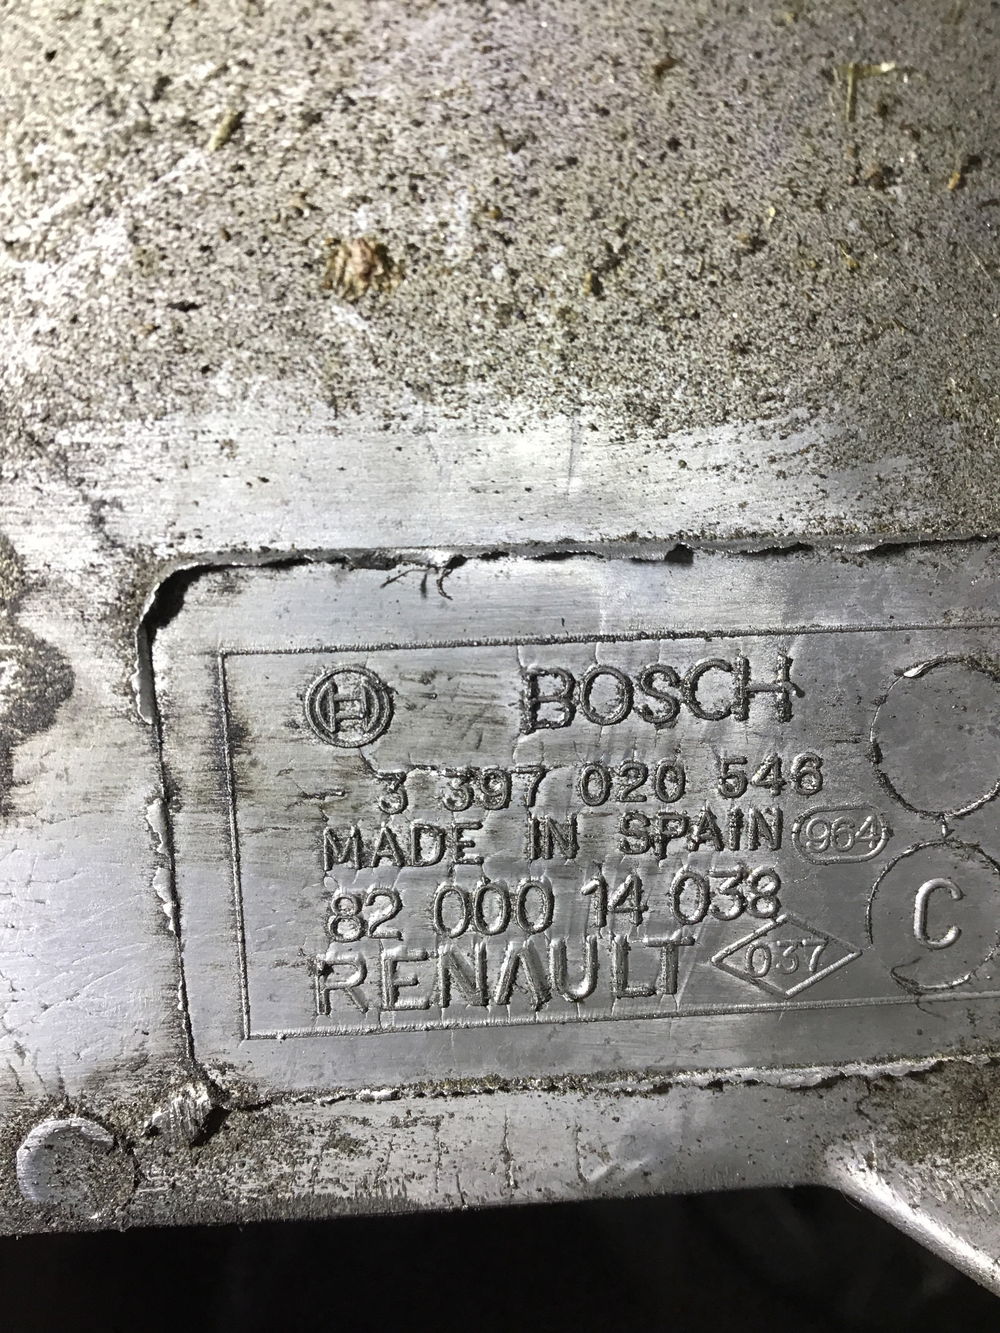 BOSCH
3 397 020 546
MADE IN SPAIN 964
82 000 14 038
RENAULT 037
C